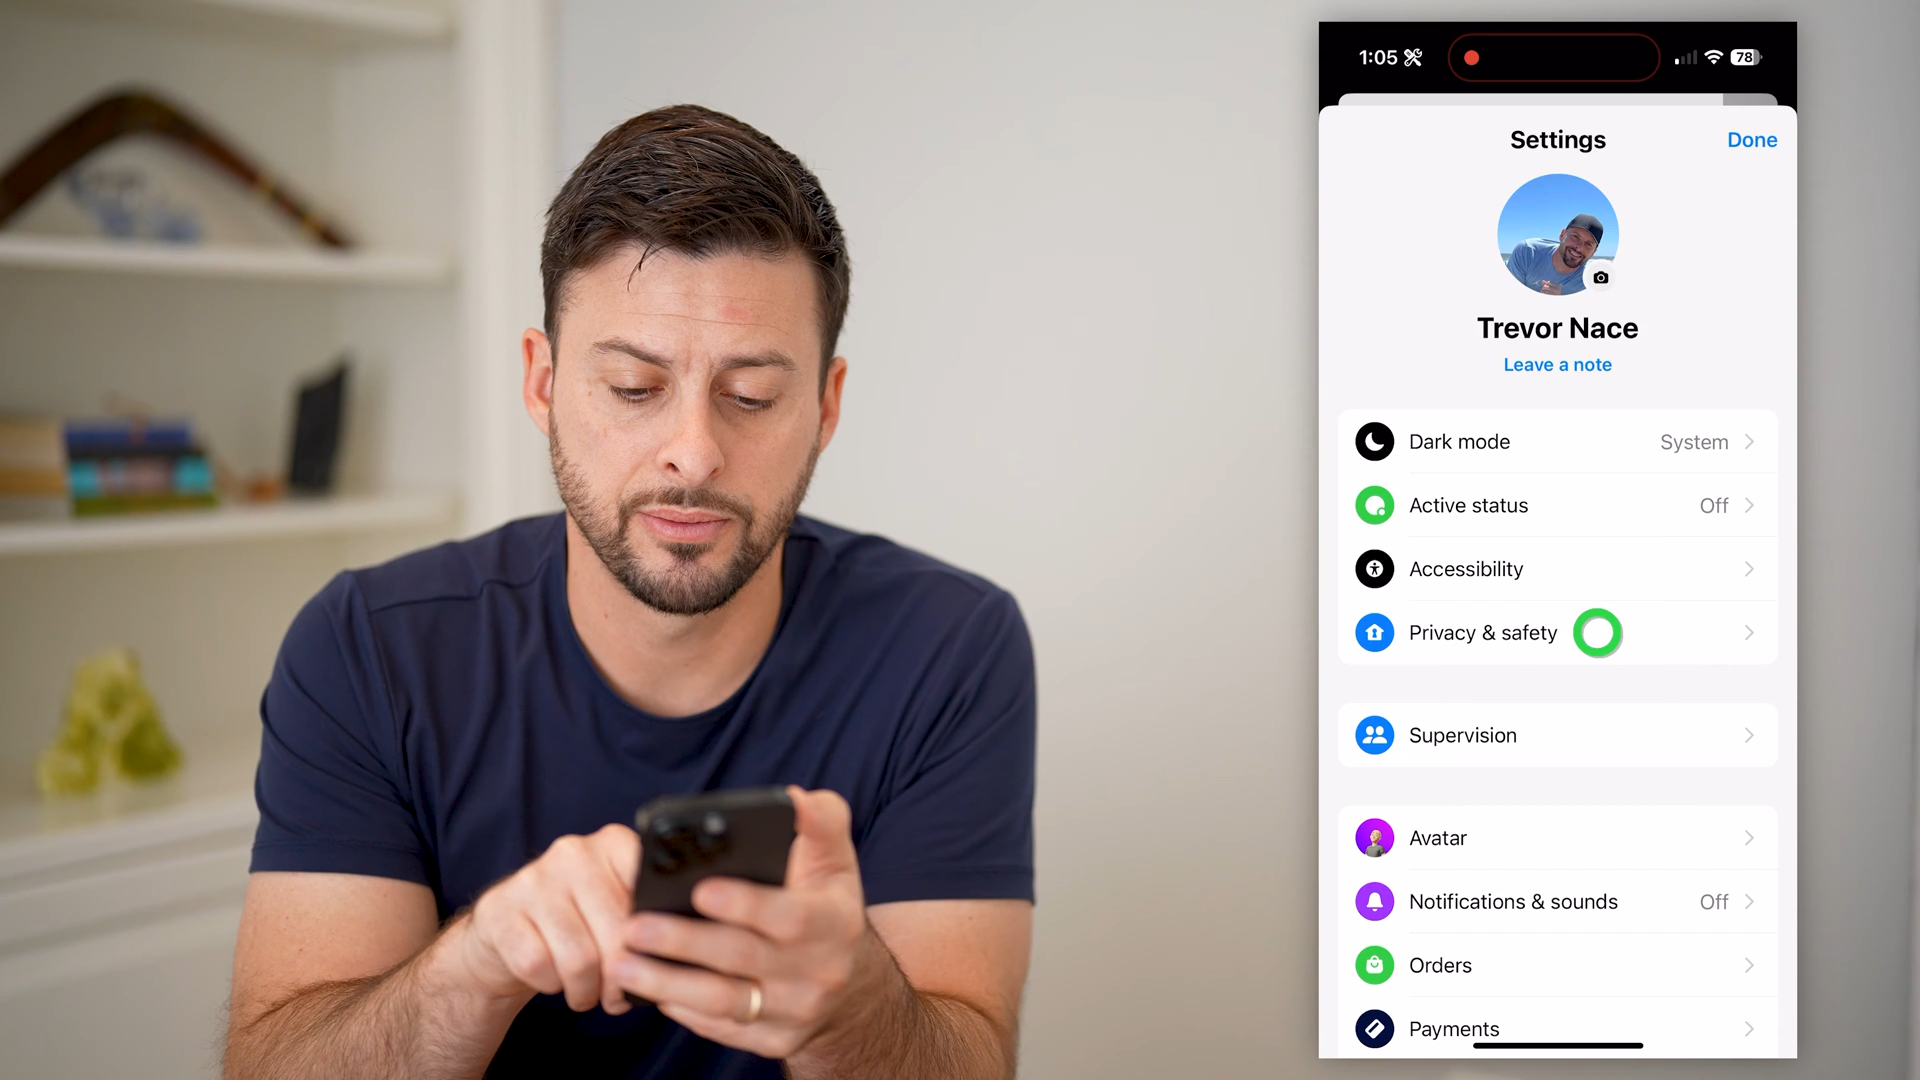 1:05
78
Settings
Done
Trevor Nace
Leave a note
Dark mode System
Active status Off
Accessibility
Privacy & safety
Supervision
Avatar
Notifications & sounds Off
Orders
Payments